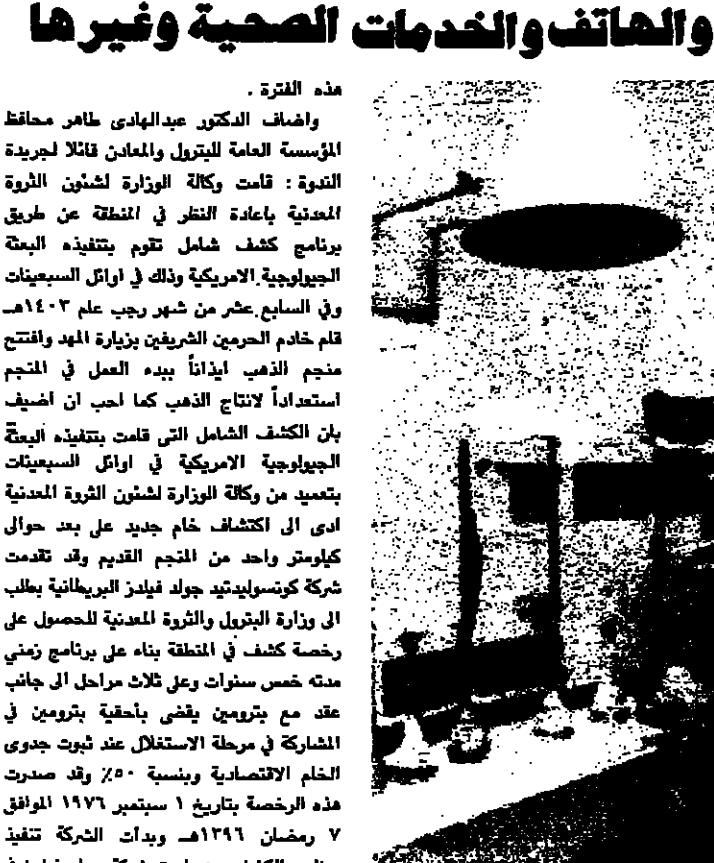 والهاتف والخدمات الصحية وغيرها
هذه الفترة .
واضاف الدكتور عبدالهادى طاهر محافظ
المؤسسة العامة للبترول والمعادن قائلا لجريدة
الندوة : قامت وكالة الوزارة لشئون الثروة
المعدنية باعادة النظر في المنطقة عن طريق
برنامج كشف شامل تقوم بتنفيذه البعثة
الجيولوجية الامريكية وذلك في اوائل السبعينات
وفي السابع عشر من شهر رجب عام ١٤٠٣هـ
قام خادم الحرمين الشريفين بزيارة المهد وافتتح
منجم الذهب ايذاناً ببدء العمل في المنجم
استعداداً لانتاج الذهب كما احب ان اضيف
بان الكشف الشامل التى قامت بتنفيذه البعثة
الجيولوجية الامريكية في اوائل السبعينات
بتعميد من وكالة الوزارة لشئون الثروة المعدنية
ادى الى اكتشاف خام جديد على بعد حوالى
كيلومتر واحد من المنجم القديم وقد تقدمت
شركة كونسوليديتيد جولد فيلدز البريطانية بطلب
الى وزارة البترول والثروة المعدنية للحصول على
رخصة كشف في المنطقة بناء على برنامج زمني
مدته خمس سنوات وعلى ثلاث مراحل الى جانب
عقد مع بترومين يقضى بأحقية بترومين في
المشاركة في مرحلة الاستغلال عند ثبوت جدوى
الخام الاقتصادية وبنسبة ٥٠٪ وقد صدرت
هذه الرخصة بتاريخ ١ سبتمبر ١٩٧٦ الموافق
٧ رمضان ١٣٩٦هـ وبدأت الشركة تنفيذ